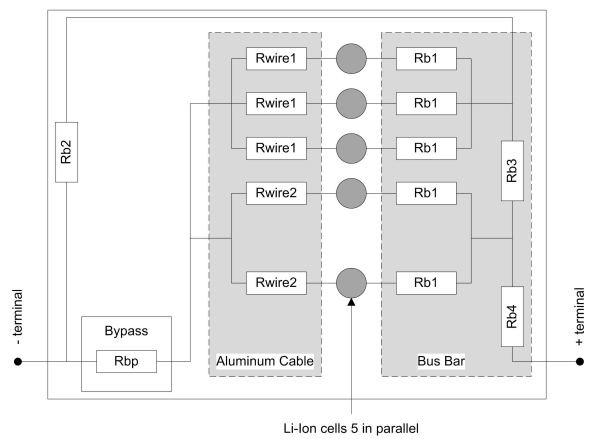 Rwire1
Rb1
Rwire1
Rb1
Rwire1
Rb1
Rb2
Rb3
Rwire2
Rb1
Rwire2
Rb1
Rb4
- terminal
+ terminal
Bypass
Rbp
Aluminum Cable
Bus Bar
Li-Ion cells 5 in parallel